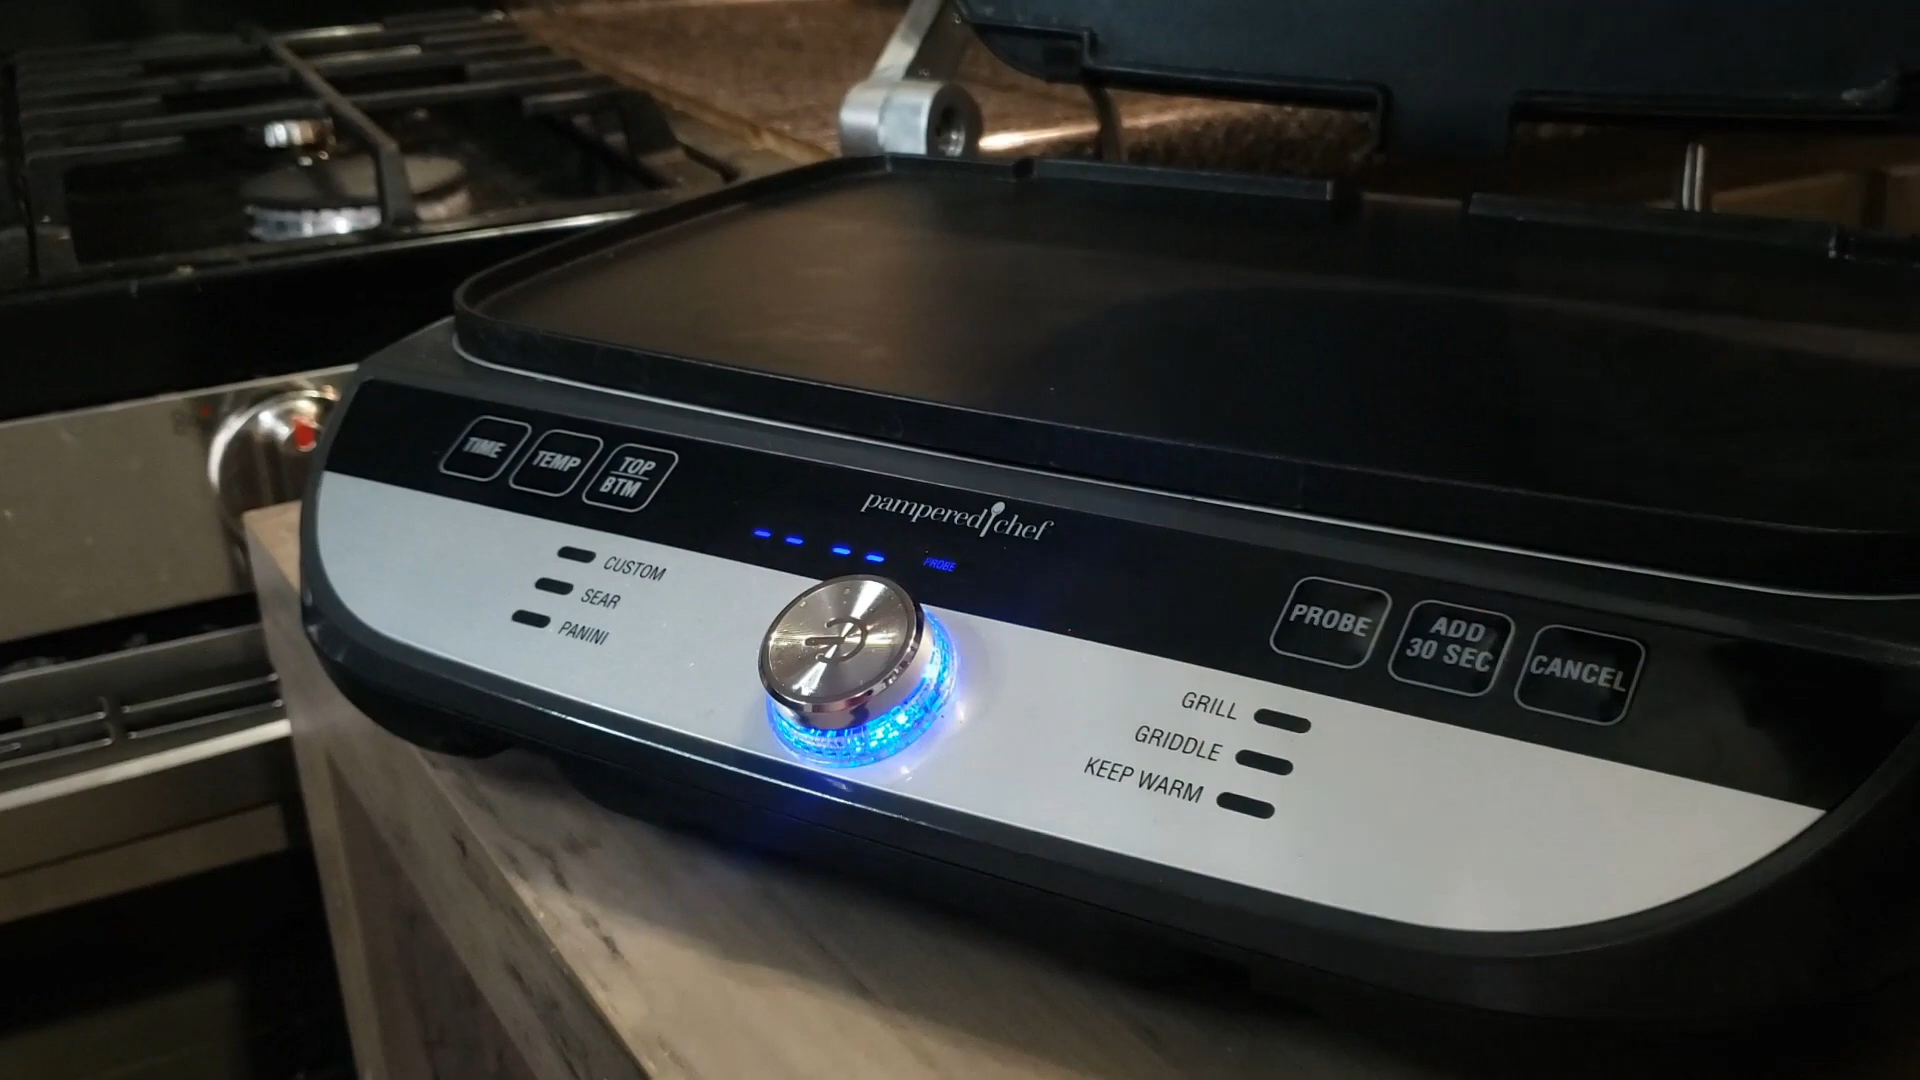 TIME
TEMP
TOP
BTM
pampered chef
-- --
PROBE
CUSTOM
SEAR
PANINI
PROBE
ADD
30 SEC
CANCEL
GRILL
GRIDDLE
KEEP WARM